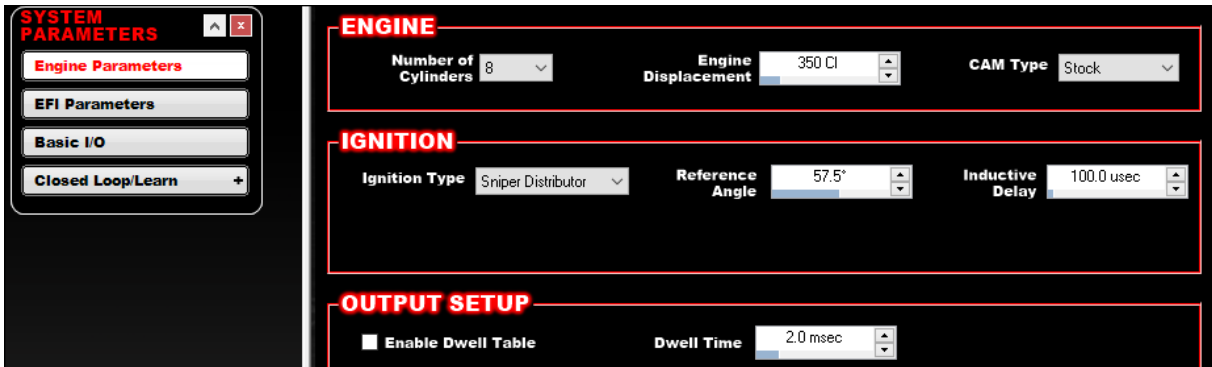 SYSTEM
PARAMETERS
Engine Parameters
EFI Parameters
Basic I/O
Closed Loop/Learn +
ENGINE
Number of
Cylinders 8
Engine
Displacement 350 CI
CAM Type Stock
IGNITION
Ignition Type Sniper Distributor
Reference
Angle 57.5°
Inductive
Delay 100.0 usec
OUTPUT SETUP
Enable Dwell Table
Dwell Time 2.0 msec